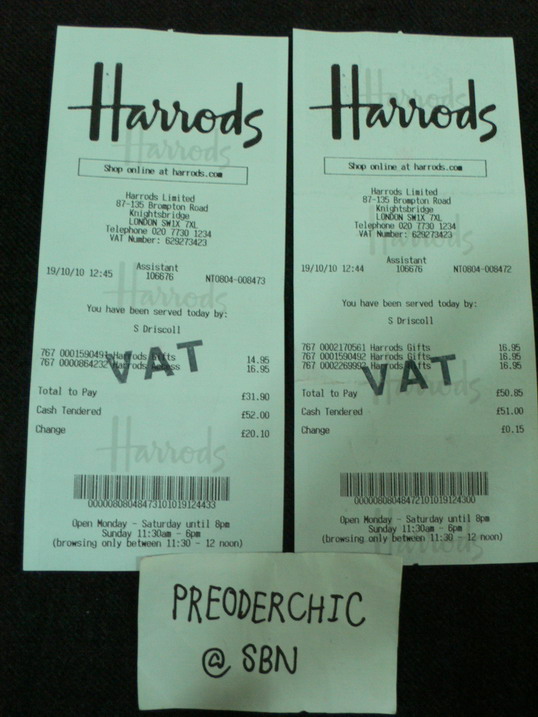 Harrods
Shop online at harrods.com
Harrods Limited
87-135 Brompton Road
Knightsbridge
LONDON SW1X 7XL
Telephone 020 7730 1234
VAT Number: 629273423
Assistant
19/10/10 12:45 106676 NT0804-008473
You have been served today by:
S Driscoll
767 0001590491 Harrods Gifts 14.95
767 0000864232 Harrods Access 16.95
VAT
Total to Pay £31.90
Cash Tendered £52.00
Change £20.10
0000080804847310101912443​3
Open Monday - Saturday until 8pm
Sunday 11:30am - 6pm
(browsing only between 11:30 - 12 noon)
Harrods
Shop online at harrods.com
Harrods Limited
87-135 Brompton Road
Knightsbridge
LONDON SW1X 7XL
Telephone 020 7730 1234
VAT Number: 629273423
Assistant
19/10/10 12:44 106676 NT0804-008472
You have been served today by:
S Driscoll
767 0002170561 Harrods Gifts 16.95
767 0001590492 Harrods Gifts 16.95
767 0002269992 Harrods Gifts 16.95
VAT
Total to Pay £50.85
Cash Tendered £51.00
Change £0.15
00000808048472101019124300
Open Monday - Saturday until 8pm
Sunday 11:30am - 6pm
(browsing only between 11:30 - 12 noon)
PREODERCHIC
@ SBN